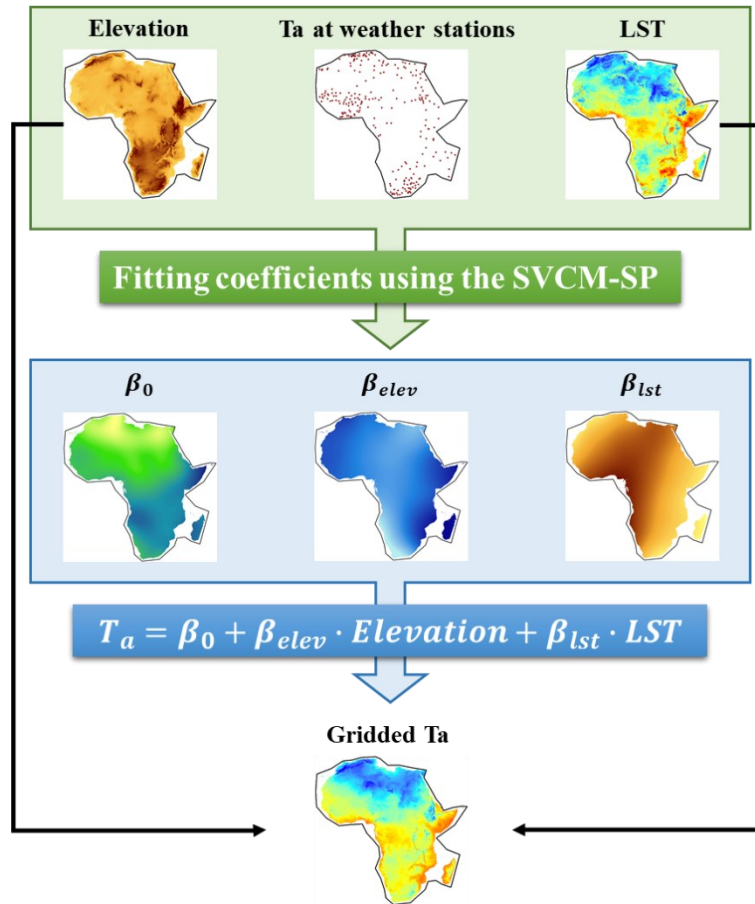 Elevation Ta at weather stations LST
Fitting coefficients using the SVCM-SP
β₀ βₑₗₑᵥ βₗₛₜ
Tₐ = β₀ + βₑₗₑᵥ · Elevation + βₗₛₜ · LST
Gridded Ta